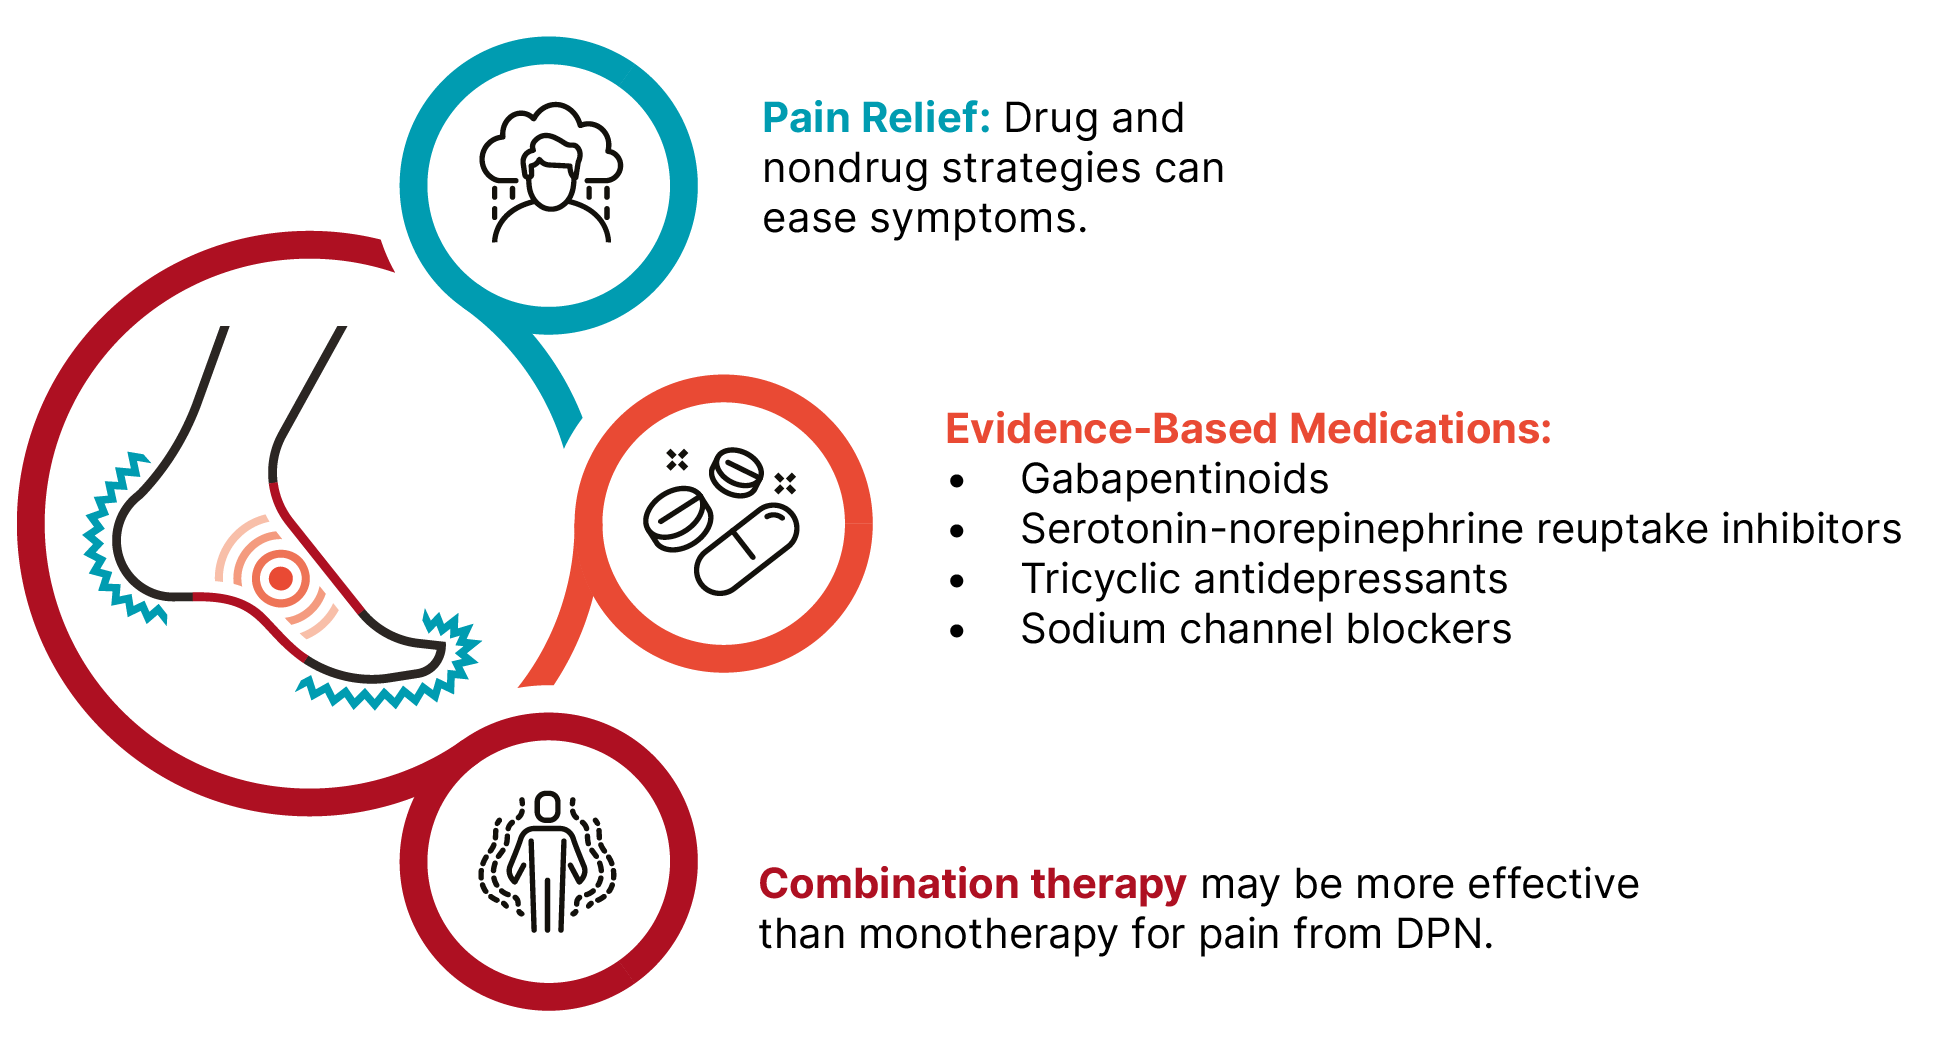 Pain Relief: Drug and
nondrug strategies can
ease symptoms.
Evidence-Based Medications:
• Gabapentinoids
• Serotonin-norepinephrine reuptake inhibitors
• Tricyclic antidepressants
• Sodium channel blockers
Combination therapy may be more effective
than monotherapy for pain from DPN.